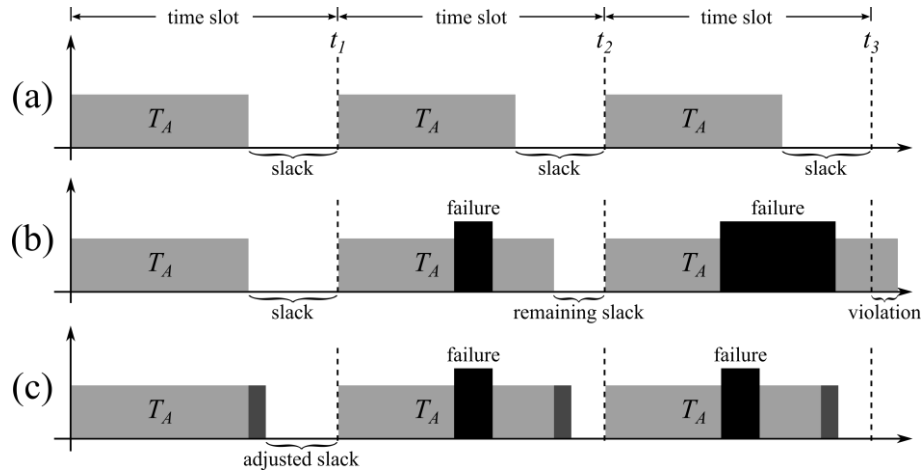 time slot time slot time slot
t1 t2 t3
(a) TA TA TA
slack slack slack
failure failure
(b) TA TA TA
slack remaining slack violation
failure failure
(c) TA TA TA
adjusted slack